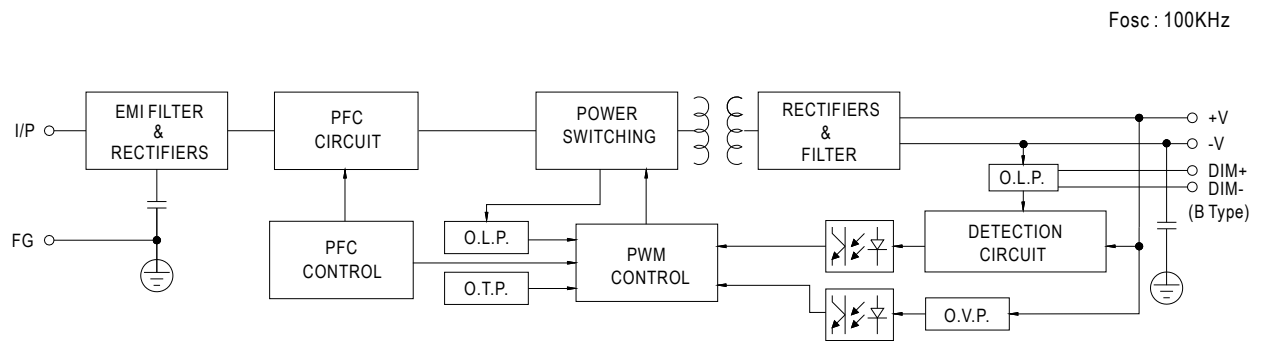 Fosc : 100KHz
I/P
EMI FILTER
&
RECTIFIERS
PFC
CIRCUIT
POWER
SWITCHING
RECTIFIERS
&
FILTER
+V
-V
O.L.P.
DIM+
DIM-
(B Type)
FG
PFC
CONTROL
O.L.P.
O.T.P.
PWM
CONTROL
DETECTION
CIRCUIT
O.V.P.